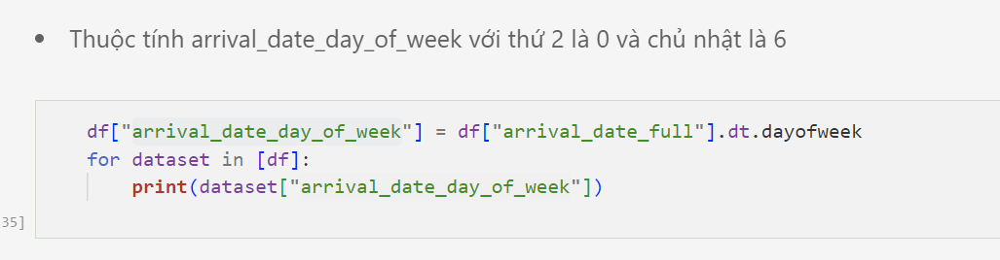 • Thuộc tính arrival_date_day_of_week với thứ 2 là 0 và chủ nhật là 6
df["arrival_date_day_of_week"] = df["arrival_date_full"].dt.dayofweek
for dataset in [df]:
    print(dataset["arrival_date_day_of_week"])
35]